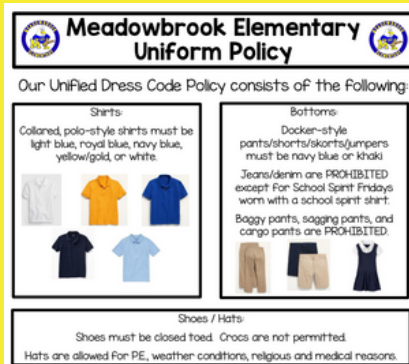 Meadowbrook Elementary
Uniform Policy
Our Unified Dress Code Policy consists of the following:
Shirts:
Collared, polo-style shirts must be
light blue, royal blue, navy blue,
yellow/gold, or white.
Bottoms:
Docker-style
pants/shorts/skorts/jumpers
must be navy blue or khaki
Jeans/denim are PROHIBITED
except for School Spirit Fridays
worn with a school spirit shirt.
Baggy pants, sagging pants, and
cargo pants are PROHIBITED.
Shoes / Hats:
Shoes must be closed toed. Crocs are not permitted.
Hats are allowed for P.E., weather conditions, religious and medical reasons.